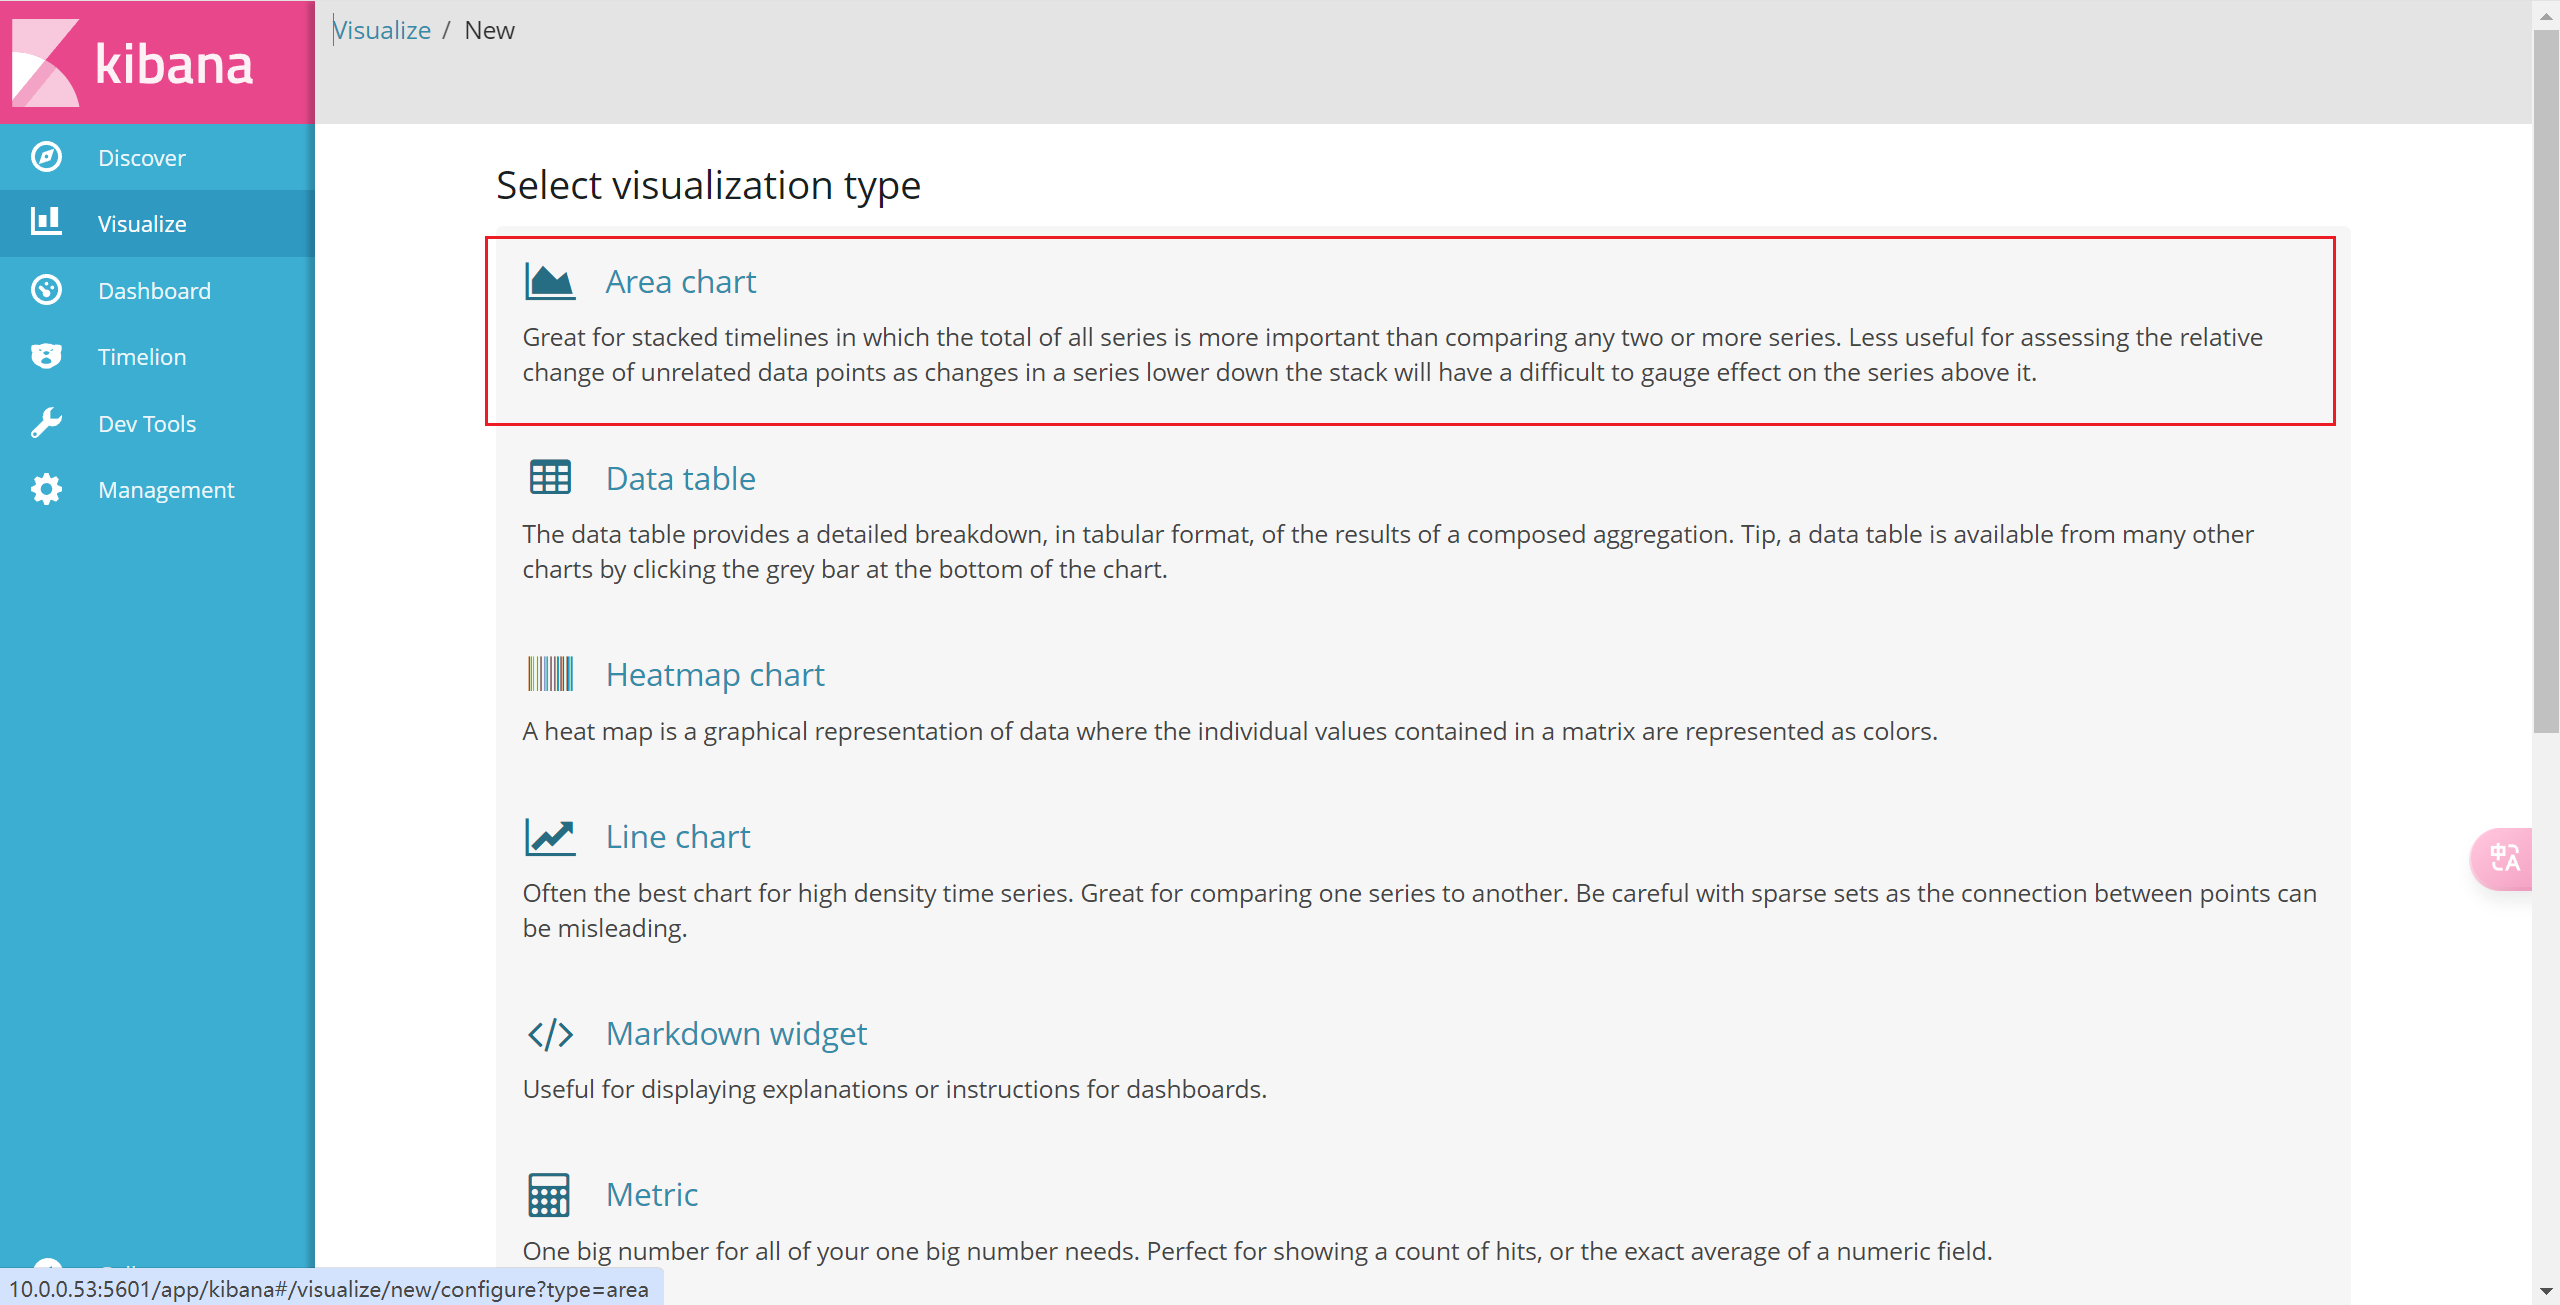 kibana
Visualize / New
Discover
Visualize
Dashboard
Timelion
Dev Tools
Management
Select visualization type
Area chart
Great for stacked timelines in which the total of all series is more important than comparing any two or more series. Less useful for assessing the relative
change of unrelated data points as changes in a series lower down the stack will have a difficult to gauge effect on the series above it.
Data table
The data table provides a detailed breakdown, in tabular format, of the results of a composed aggregation. Tip, a data table is available from many other
charts by clicking the grey bar at the bottom of the chart.
Heatmap chart
A heat map is a graphical representation of data where the individual values contained in a matrix are represented as colors.
Line chart
Often the best chart for high density time series. Great for comparing one series to another. Be careful with sparse sets as the connection between points can
be misleading.
中A
Markdown widget
Useful for displaying explanations or instructions for dashboards.
Metric
One big number for all of your one big number needs. Perfect for showing a count of hits, or the exact average of a numeric field.
10.0.0.53:5601/app/kibana#/visualize/new/configure?type=area